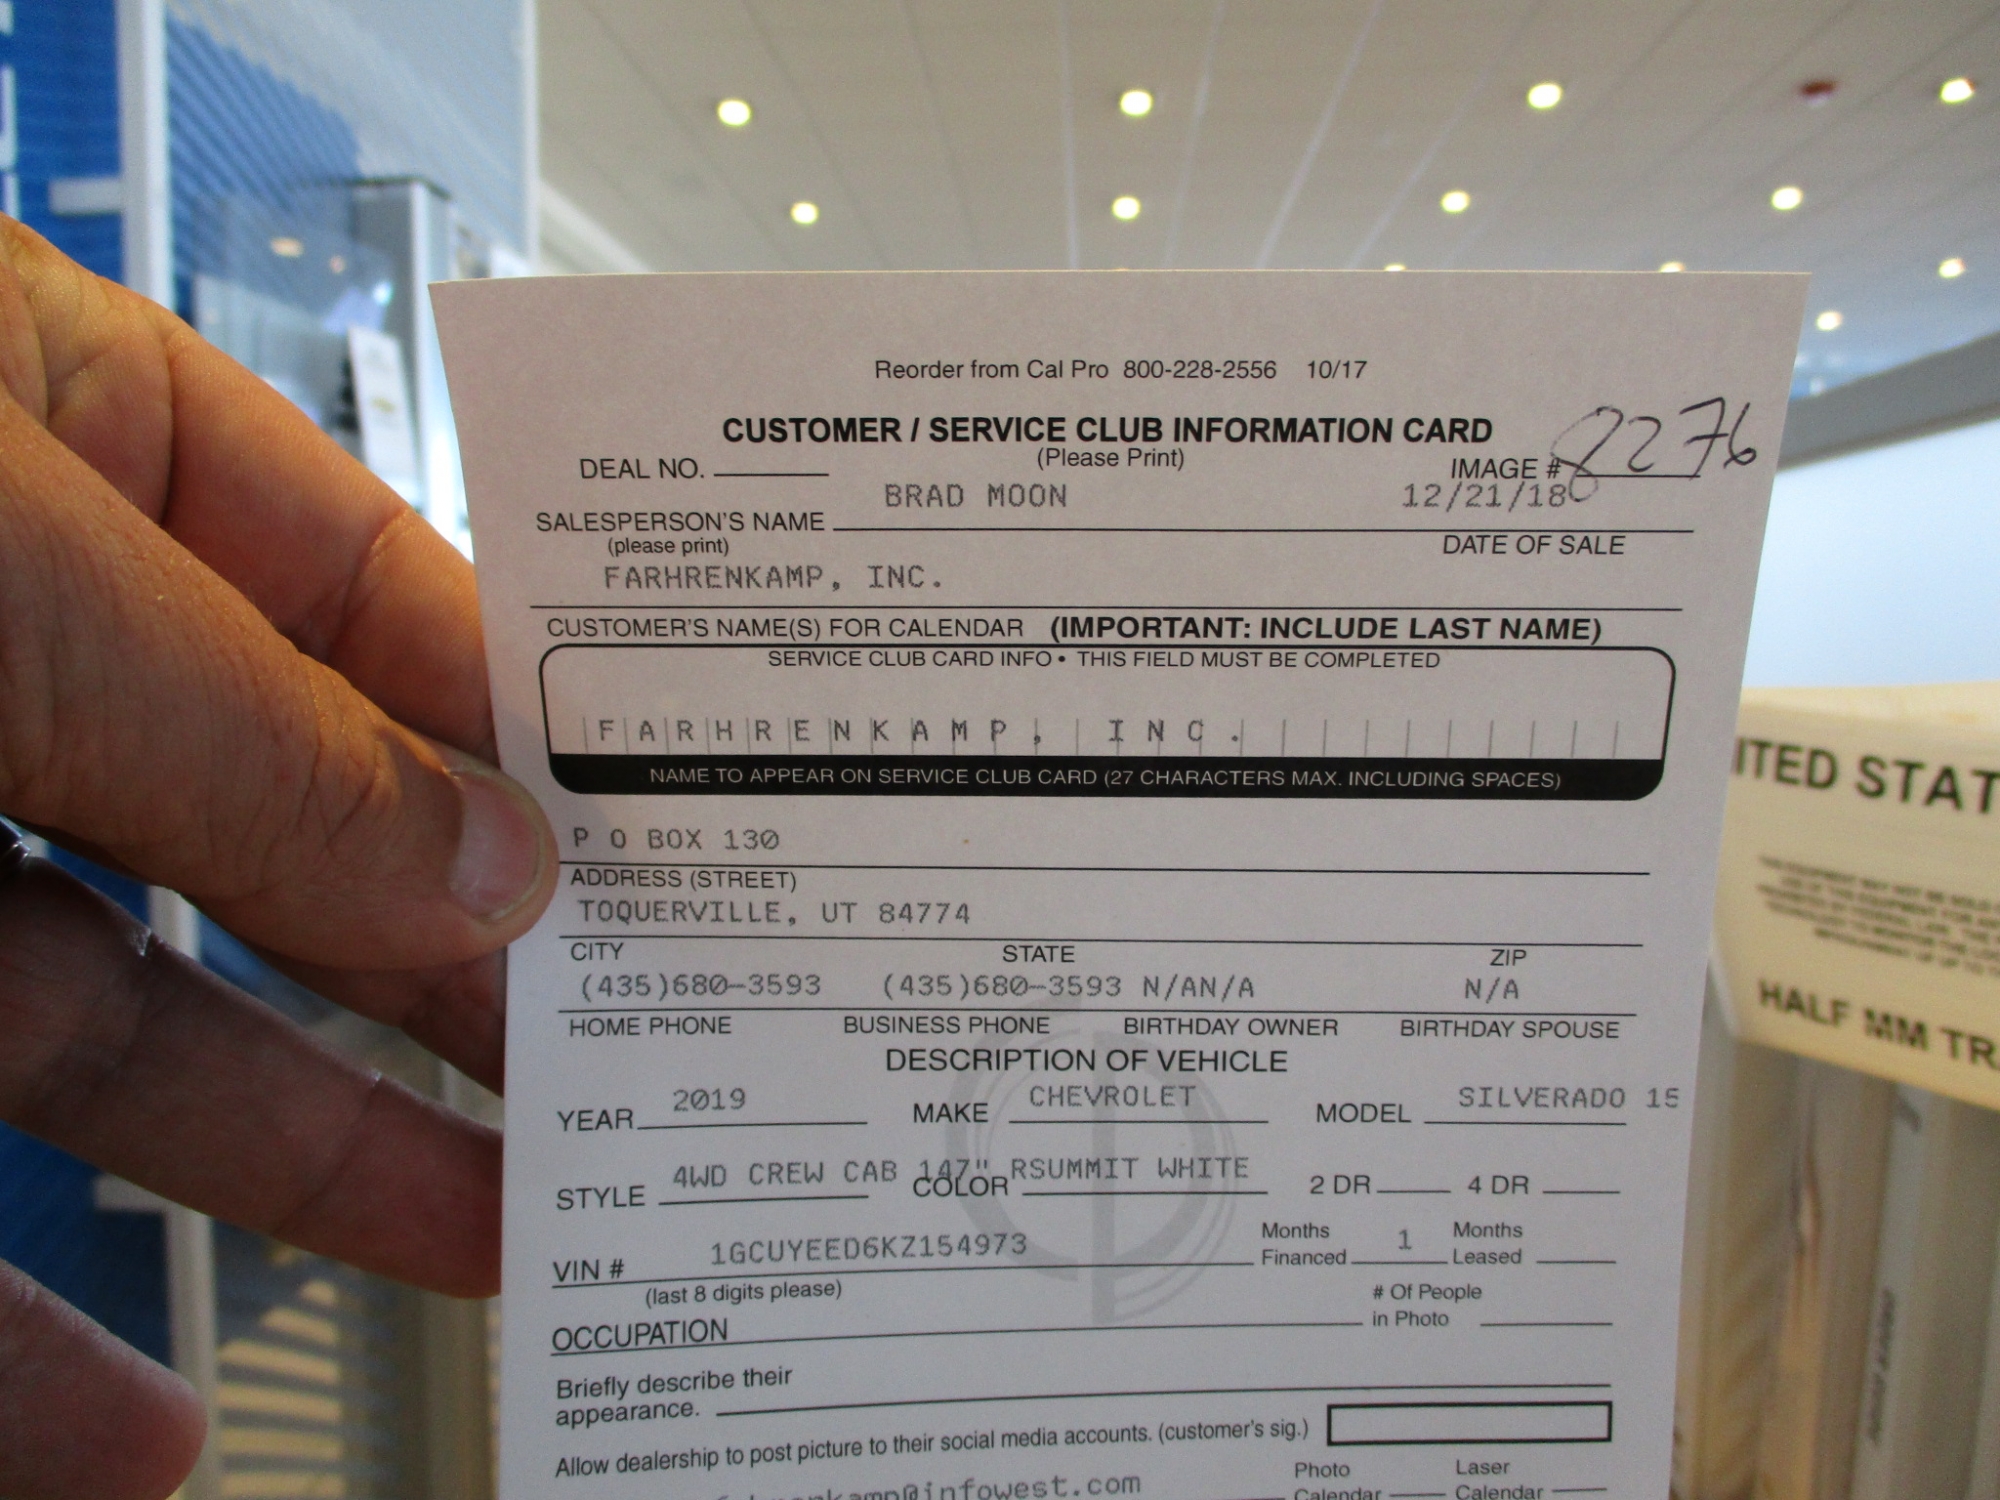 Reorder from Cal Pro 800-228-2556 10/17
CUSTOMER / SERVICE CLUB INFORMATION CARD
(Please Print)
DEAL NO. IMAGE # 8276
BRAD MOON 12/21/18
SALESPERSON'S NAME
(please print) DATE OF SALE
FARHRENKAMP, INC.
CUSTOMER'S NAME(S) FOR CALENDAR (IMPORTANT: INCLUDE LAST NAME)
SERVICE CLUB CARD INFO • THIS FIELD MUST BE COMPLETED
FARHRENKAMP, INC.
NAME TO APPEAR ON SERVICE CLUB CARD (27 CHARACTERS MAX. INCLUDING SPACES)
P O BOX 130
ADDRESS (STREET)
TOQUERVILLE, UT 84774
CITY STATE ZIP
(435)680-3593 (435)680-3593 N/AN/A N/A
HOME PHONE BUSINESS PHONE BIRTHDAY OWNER BIRTHDAY SPOUSE
DESCRIPTION OF VEHICLE
2019 CHEVROLET SILVERADO 15
YEAR MAKE MODEL
4WD CREW CAB 147" RSUMMIT WHITE
STYLE COLOR 2 DR 4 DR
1GCUYEED6KZ154973 Months Financed 1 Months Leased
VIN #
(last 8 digits please) # Of People in Photo
OCCUPATION
Briefly describe their
appearance.
Allow dealership to post picture to their social media accounts. (customer's sig.)
@infowest.com
Photo Calendar Laser Calendar
ITED STAT
HALF MM TR